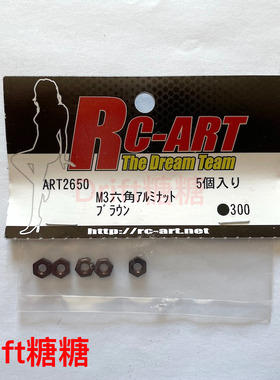 RC-ART
The Dream Team
ART2650 5個入り
M3六角アルミナット
ブラウン ●300
http://rc-art.net
ft糖糖